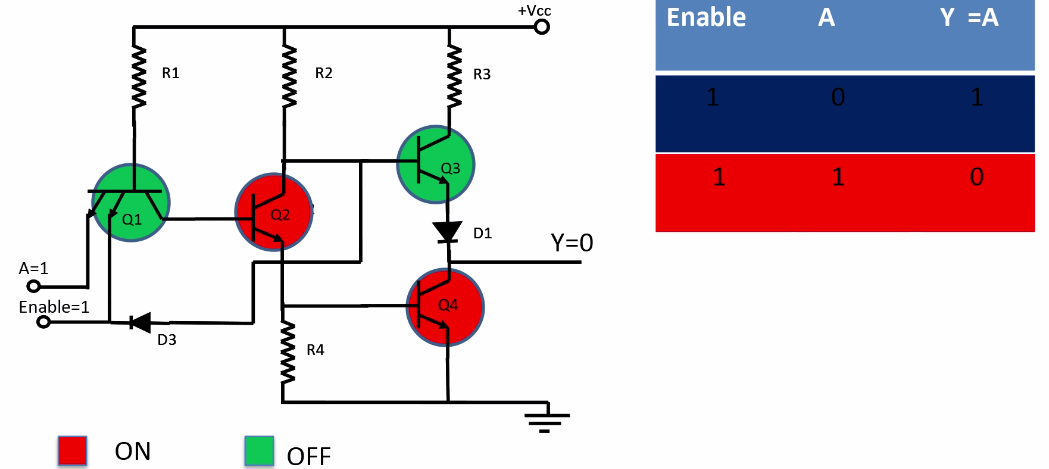 +Vcc
R1
R2
R3
Q1
Q2
Q3
D1
Y=0
A=1
Enable=1
Q4
D3
R4
ON
OFF
Enable A Y =A
1 0 1
1 1 0